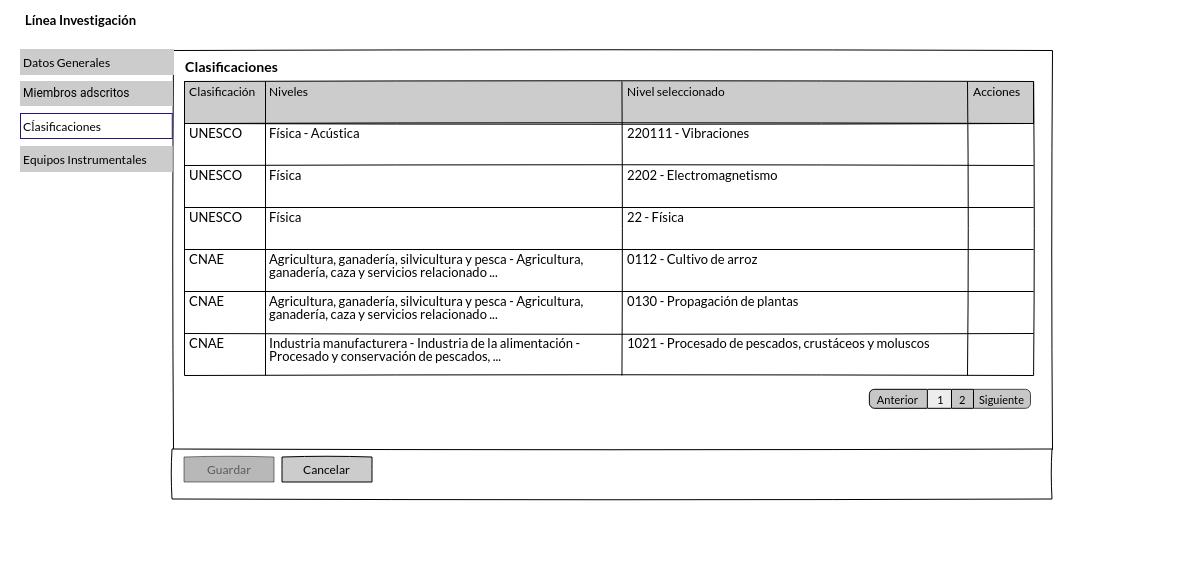 Línea Investigación
Datos Generales
Miembros adscritos
Clasificaciones
Equipos Instrumentales
Clasificaciones
Clasificación Niveles Nivel seleccionado Acciones
UNESCO Física - Acústica 220111 - Vibraciones
UNESCO Física 2202 - Electromagnetismo
UNESCO Física 22 - Física
CNAE Agricultura, ganadería, silvicultura y pesca - Agricultura, 0112 - Cultivo de arroz
ganadería, caza y servicios relacionado ...
CNAE Agricultura, ganadería, silvicultura y pesca - Agricultura, 0130 - Propagación de plantas
ganadería, caza y servicios relacionado ...
CNAE Industria manufacturera - Industria de la alimentación - 1021 - Procesado de pescados, crustáceos y moluscos
Procesado y conservación de pescados, ...
Anterior 1 2 Siguiente
Guardar Cancelar